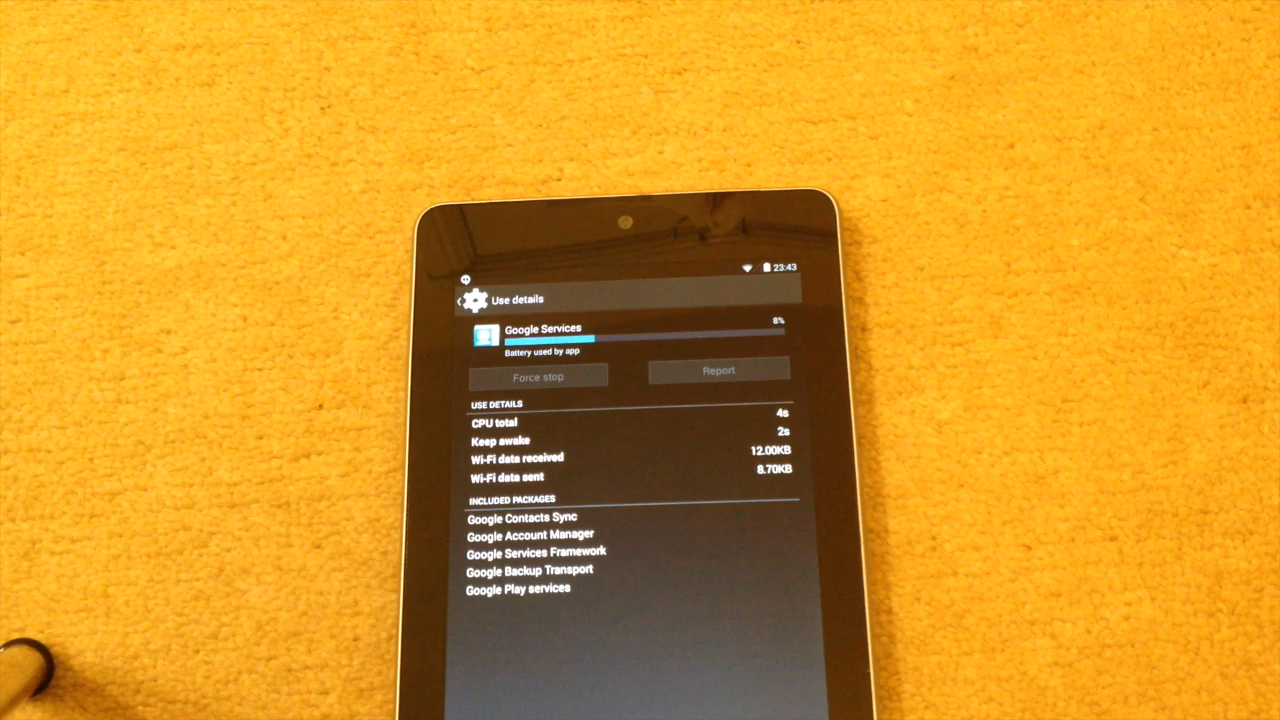 23:43
Use details
Google Services 8%
Battery used by app
Force stop Report
USE DETAILS
CPU total 4s
Keep awake 2s
Wi-Fi data received 12.00KB
Wi-Fi data sent 8.70KB
INCLUDED PACKAGES
Google Contacts Sync
Google Account Manager
Google Services Framework
Google Backup Transport
Google Play services